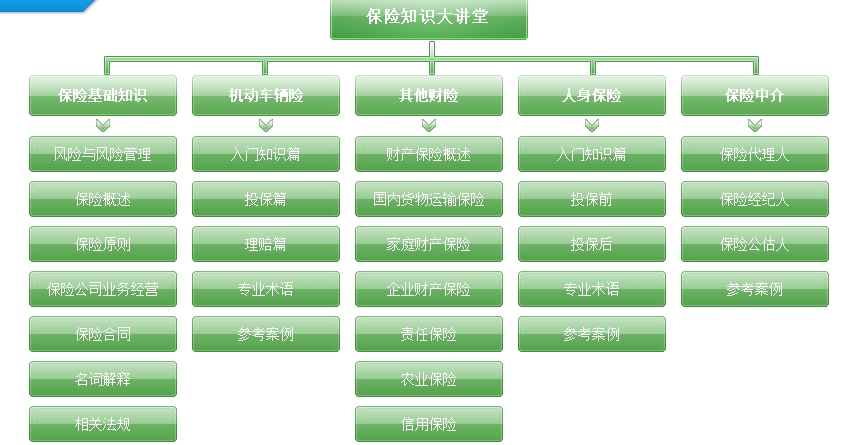 保险知识大讲堂
保险基础知识
风险与风险管理
保险概述
保险原则
保险公司业务经营
保险合同
名词解释
相关法规
机动车辆险
入门知识篇
投保篇
理赔篇
专业术语
参考案例
其他财险
财产保险概述
国内货物运输保险
家庭财产保险
企业财产保险
责任保险
农业保险
信用保险
人身保险
入门知识篇
投保前
投保后
专业术语
参考案例
保险中介
保险代理人
保险经纪人
保险公估人
参考案例